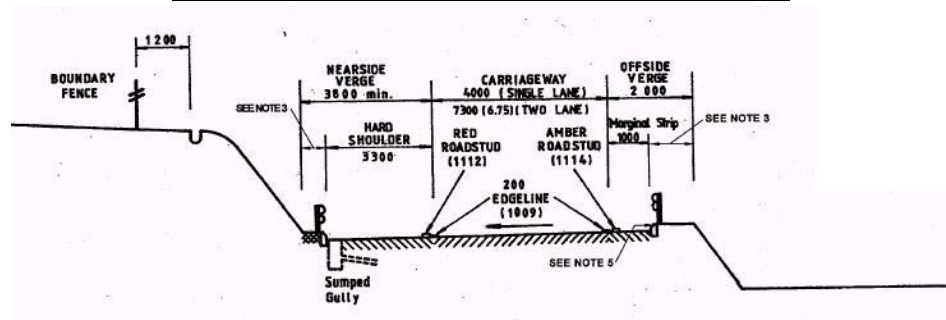 1200
BOUNDARY
FENCE
NEARSIDE
VERGE
3800 min.
CARRIAGEWAY
4000 (SINGLE LANE)
7300 (6.75)(TWO LANE)
OFFSIDE
VERGE
2 000
SEE NOTE 3
HARD
SHOULDER
3300
RED
ROADSTUD
(1112)
AMBER
ROADSTUD
(1114)
Marginal Strip
1000
SEE NOTE 3
200
EDGELINE
(1009)
SEE NOTE 5
Sumped
Gully